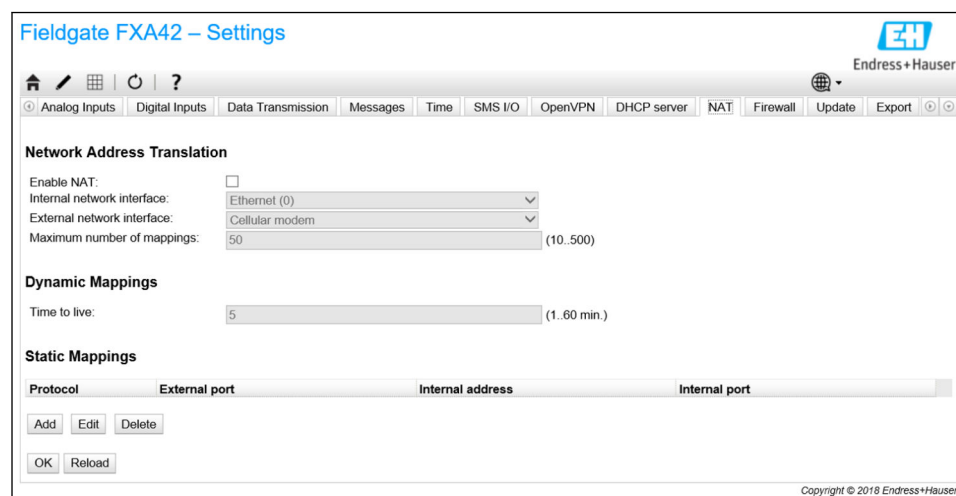 Fieldgate FXA42 – Settings
EH
Endress+Hauser
?
Analog Inputs Digital Inputs Data Transmission Messages Time SMS I/O OpenVPN DHCP server NAT Firewall Update Export
Network Address Translation
Enable NAT:
Internal network interface: Ethernet (0)
External network interface: Cellular modem
Maximum number of mappings: 50 (10..500)
Dynamic Mappings
Time to live: 5 (1..60 min.)
Static Mappings
Protocol External port Internal address Internal port
Add Edit Delete
OK Reload
Copyright © 2018 Endress+Hauser